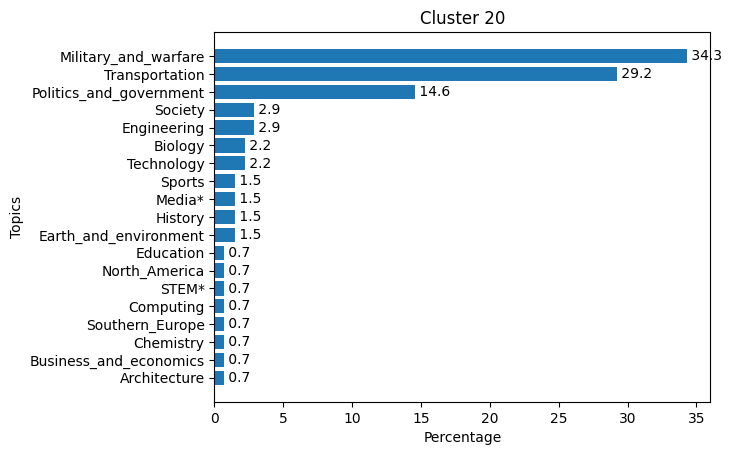 Cluster 20
Military_and_warfare 34.3
Transportation 29.2
Politics_and_government 14.6
Society 2.9
Engineering 2.9
Biology 2.2
Technology 2.2
Sports 1.5
Media* 1.5
History 1.5
Earth_and_environment 1.5
Education 0.7
North_America 0.7
STEM* 0.7
Computing 0.7
Southern_Europe 0.7
Chemistry 0.7
Business_and_economics 0.7
Architecture 0.7
Topics
0 5 10 15 20 25 30 35
Percentage